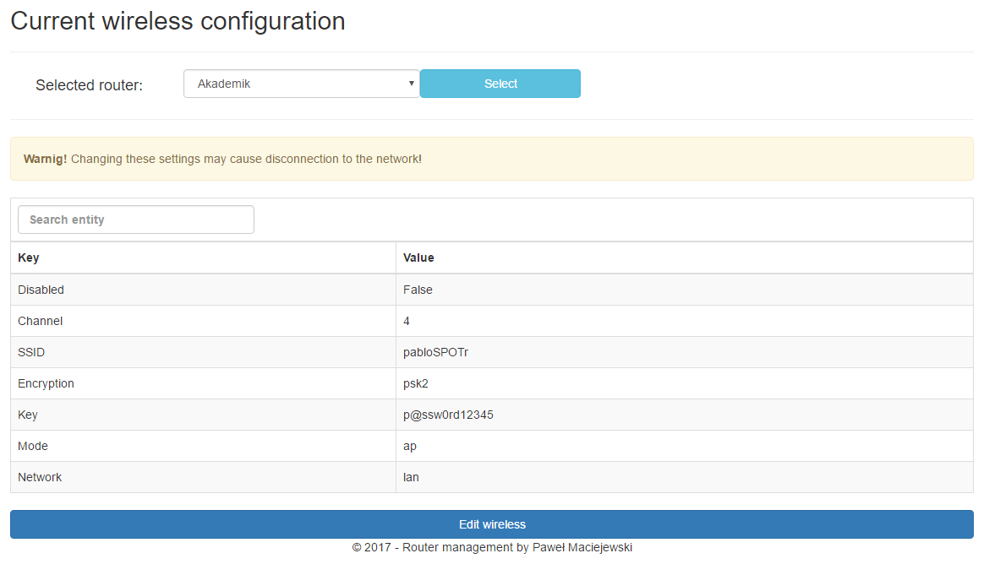 Current wireless configuration
Selected router: Akademik Select
Warnig! Changing these settings may cause disconnection to the network!
Search entity
Key Value
Disabled False
Channel 4
SSID pabloSPOTr
Encryption psk2
Key p@ssw0rd12345
Mode ap
Network lan
Edit wireless
© 2017 - Router management by Paweł Maciejewski